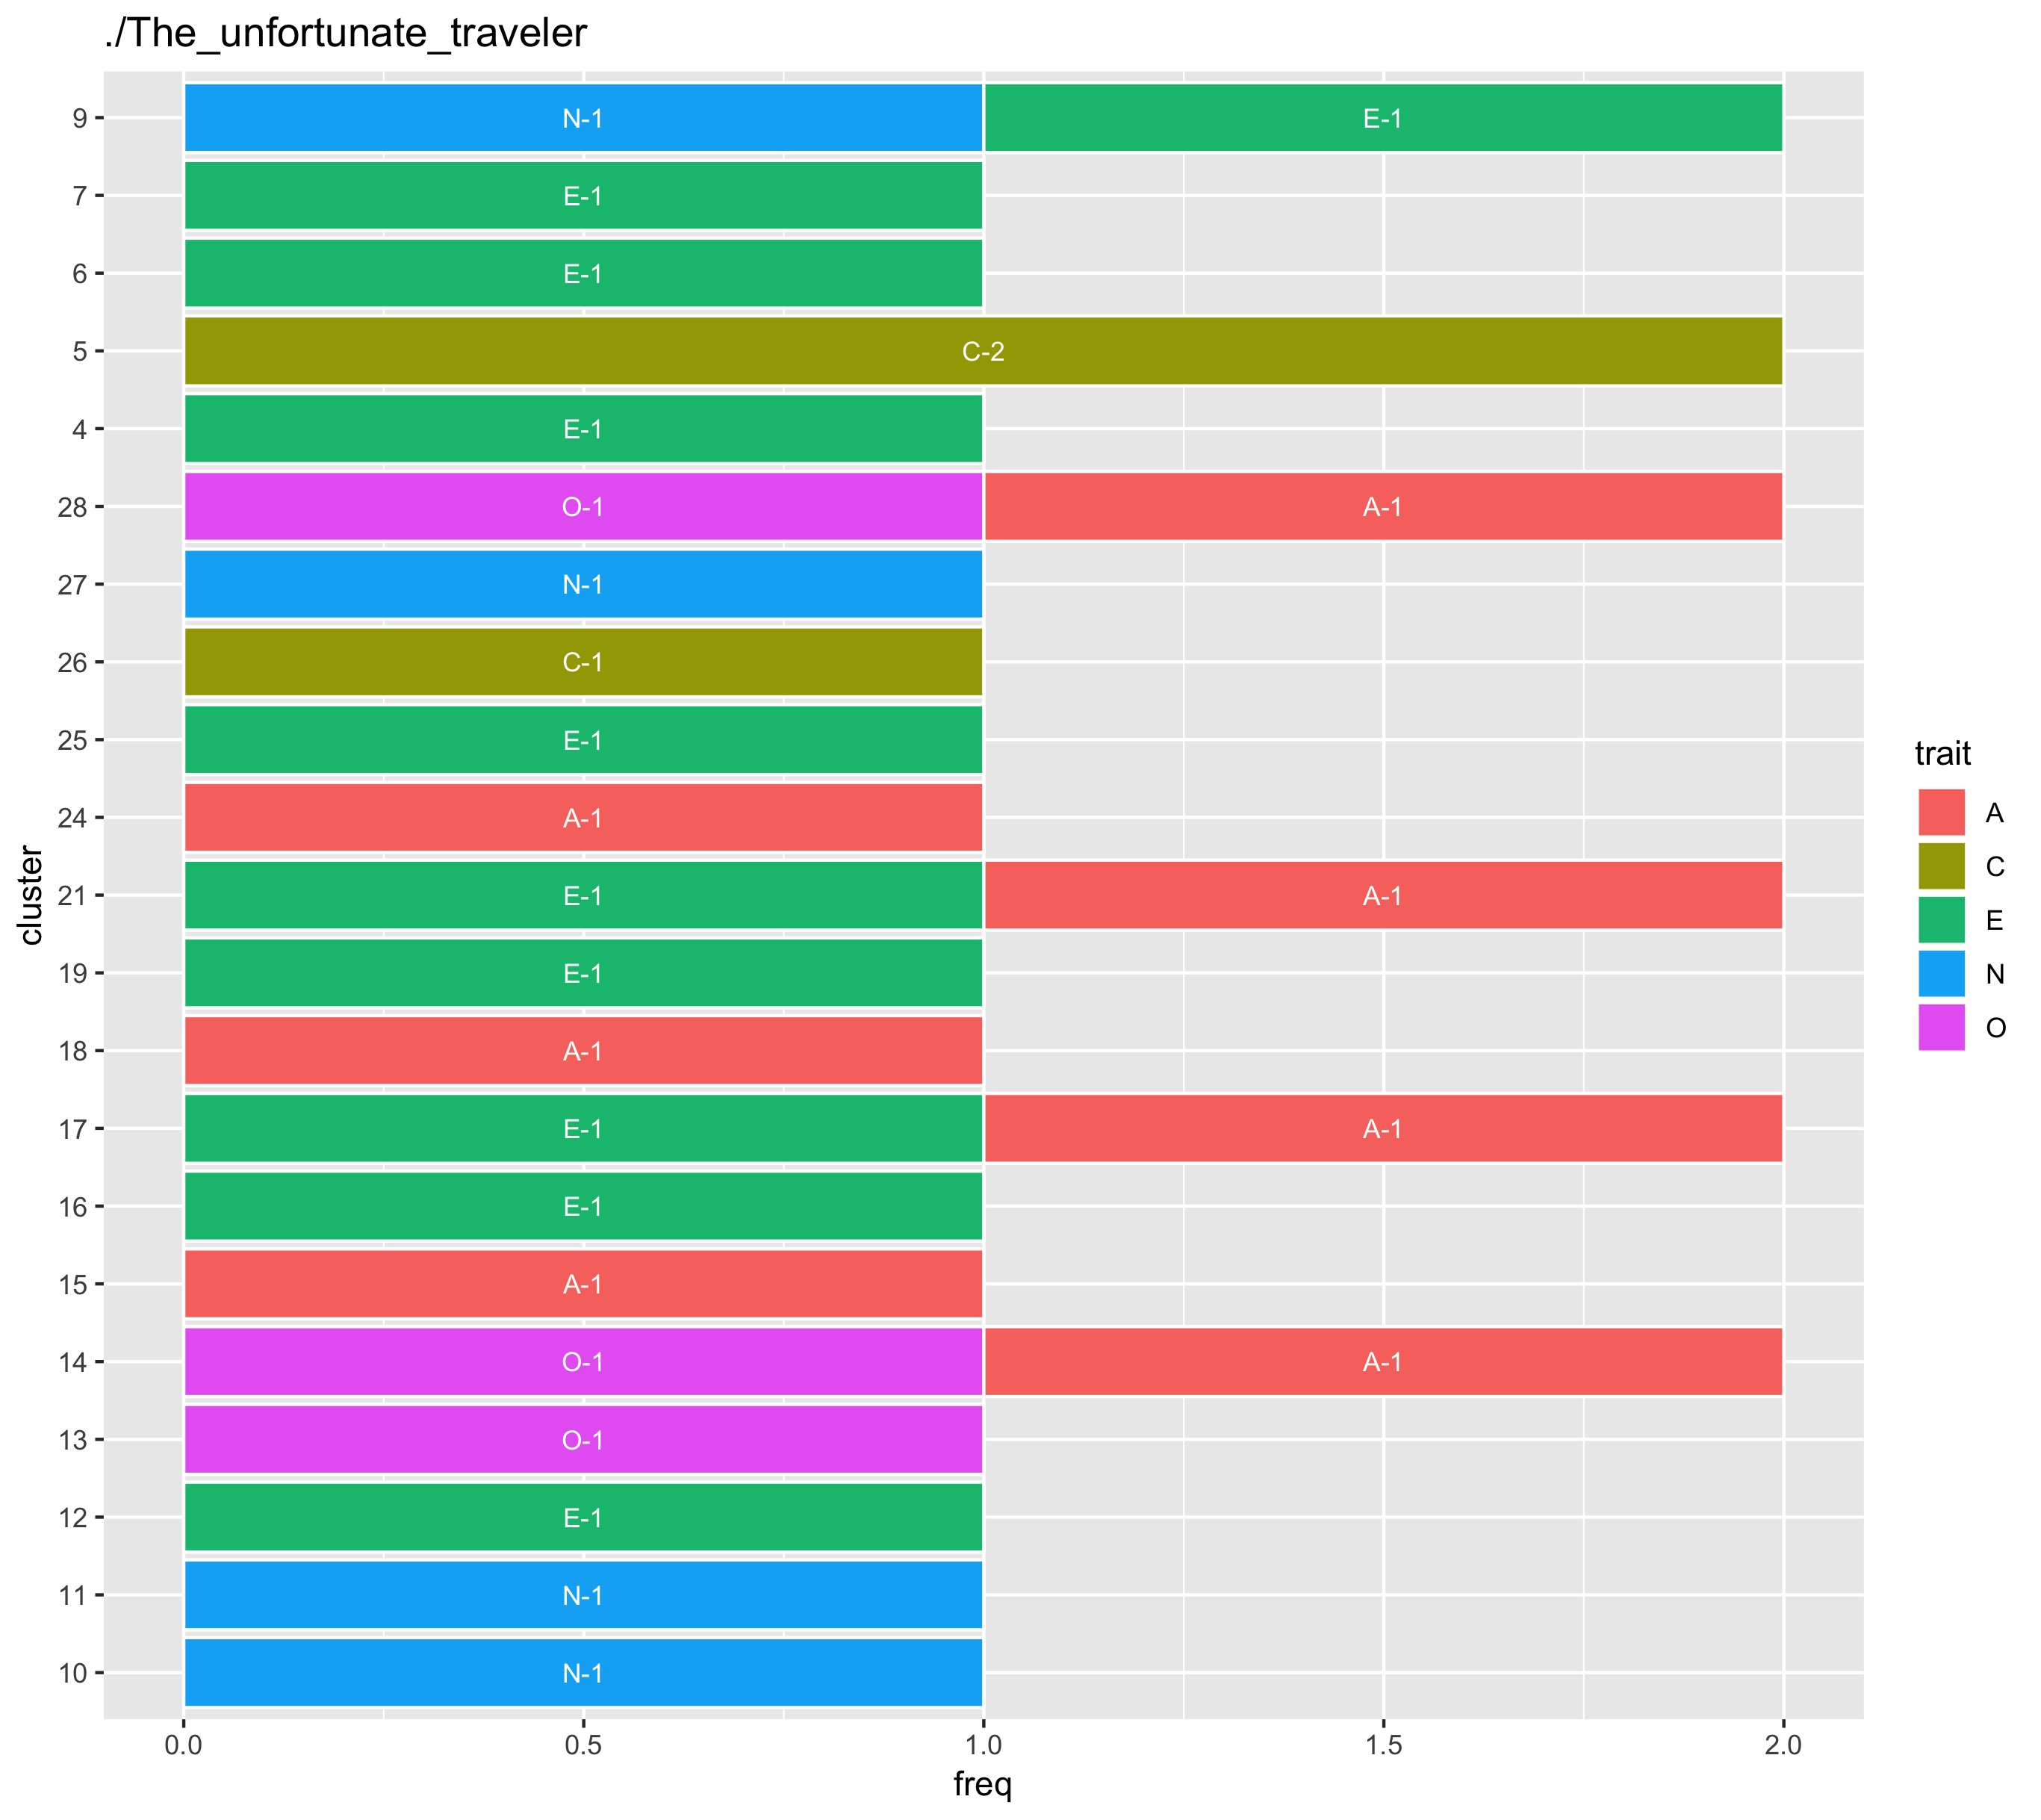 ./The_unfortunate_traveler
9 N-1 E-1
7 E-1
6 E-1
5 C-2
4 E-1
28 O-1 A-1
27 N-1
26 C-1
25 E-1
24 A-1
21 E-1 A-1
19 E-1
18 A-1
17 E-1 A-1
16 E-1
15 A-1
14 O-1 A-1
13 O-1
12 E-1
11 N-1
10 N-1
cluster
0.0 0.5 1.0 1.5 2.0
freq
trait
A
C
E
N
O